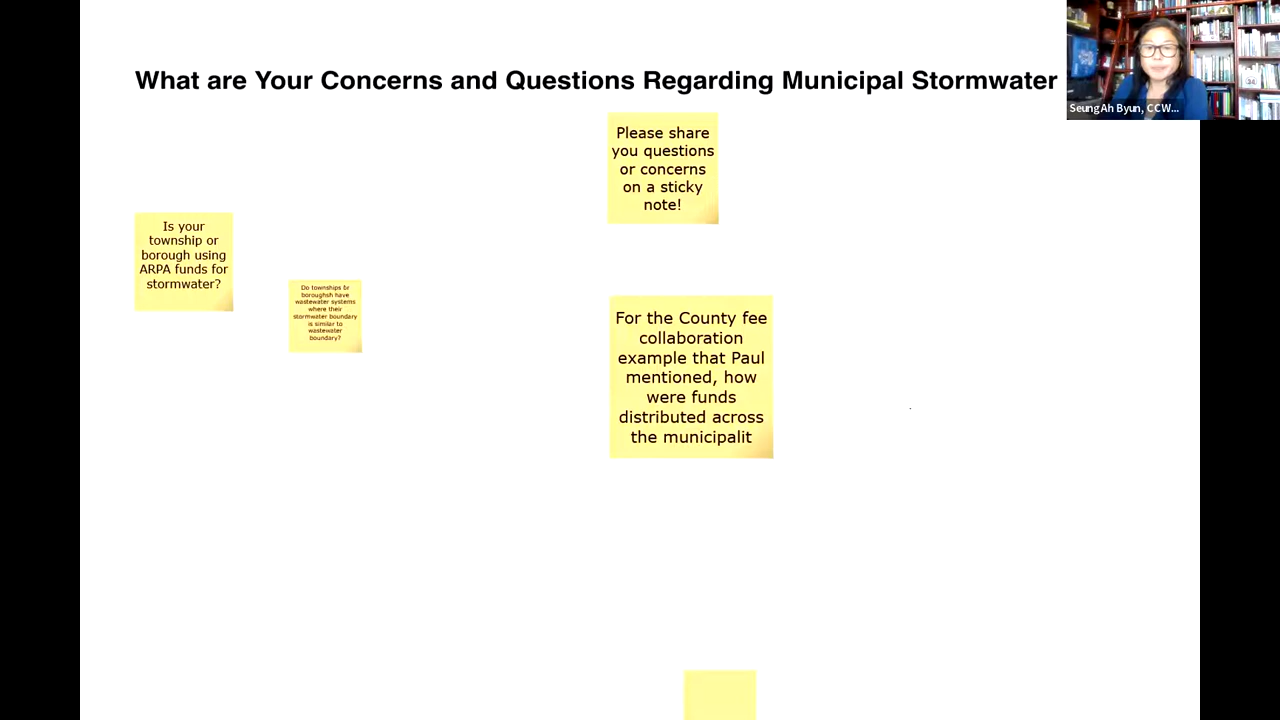 What are Your Concerns and Questions Regarding Municipal Stormwater
SeungAh Byun, CCW...
Please share
you questions
or concerns
on a sticky
note!
Is your
township or
borough using
ARPA funds for
stormwater?
Do townships or
boroughsh have
wastewater systems
where their
stormwater boundary
is similar to
wastewater
boundary?
For the County fee
collaboration
example that Paul
mentioned, how
were funds
distributed across
the municipalit